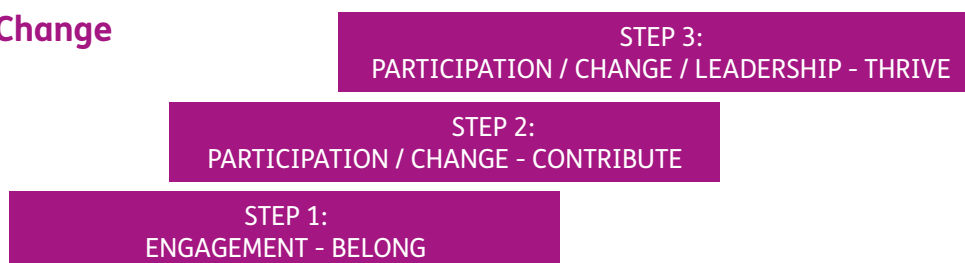 Change
STEP 3:
PARTICIPATION / CHANGE / LEADERSHIP - THRIVE
STEP 2:
PARTICIPATION / CHANGE - CONTRIBUTE
STEP 1:
ENGAGEMENT - BELONG